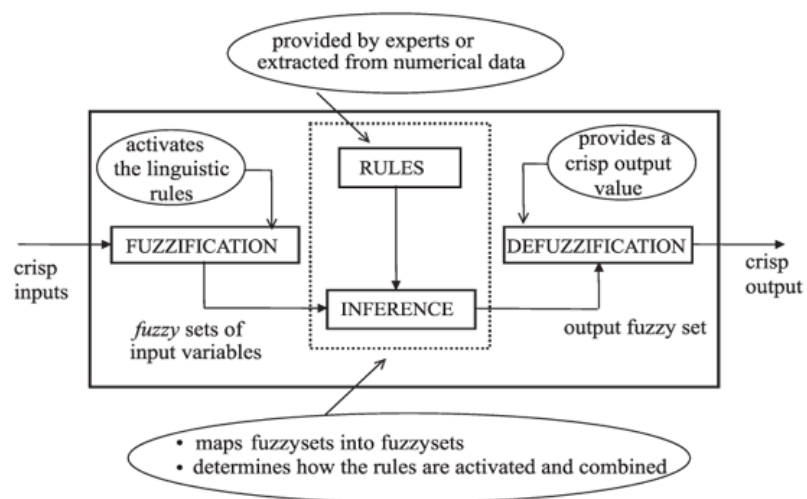 provided by experts or
extracted from numerical data
activates
the linguistic
rules
provides a
crisp output
value
RULES
FUZZIFICATION
DEFUZZIFICATION
crisp
inputs
crisp
output
INFERENCE
fuzzy sets of
input variables
output fuzzy set
• maps fuzzysets into fuzzysets
• determines how the rules are activated and combined